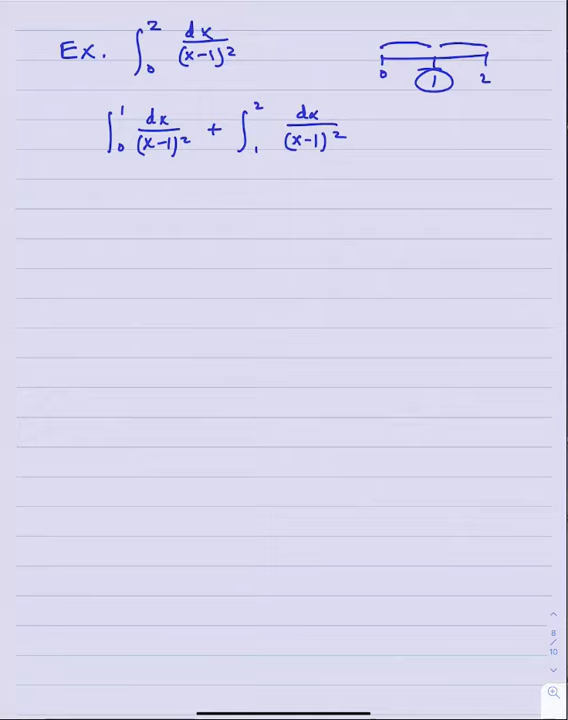 Ex. ∫₀² dx/(x-1)²
0 1 2
∫₀¹ dx/(x-1)² + ∫₁² dx/(x-1)²
8
/
10